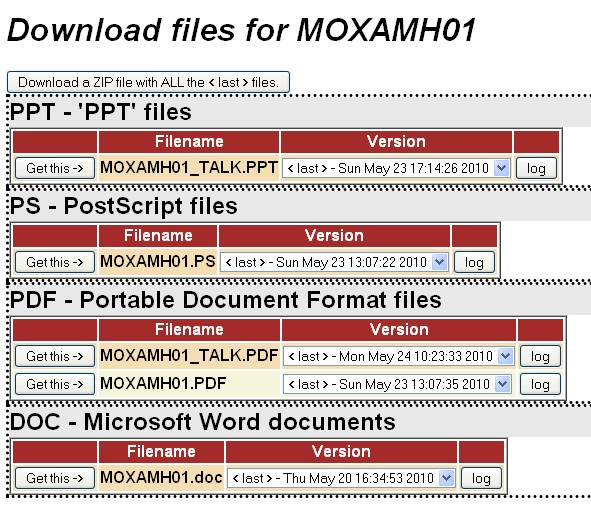 Download files for MOXAMH01
Download a ZIP file with ALL the < last > files.
PPT - 'PPT' files
Filename Version
Get this -> MOXAMH01_TALK.PPT < last > - Sun May 23 17:14:26 2010 log
PS - PostScript files
Filename Version
Get this -> MOXAMH01.PS < last > - Sun May 23 13:07:22 2010 log
PDF - Portable Document Format files
Filename Version
Get this -> MOXAMH01_TALK.PDF < last > - Mon May 24 10:23:33 2010 log
Get this -> MOXAMH01.PDF < last > - Sun May 23 13:07:35 2010 log
DOC - Microsoft Word documents
Filename Version
Get this -> MOXAMH01.doc < last > - Thu May 20 16:34:53 2010 log